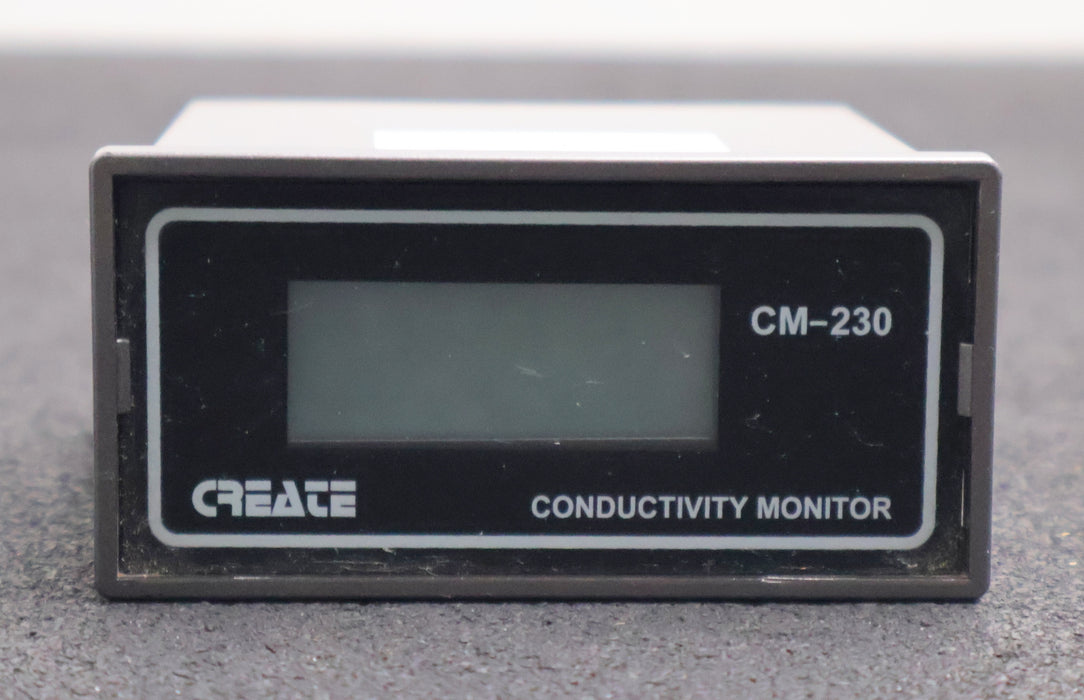 CM-230
CREATE
CONDUCTIVITY MONITOR